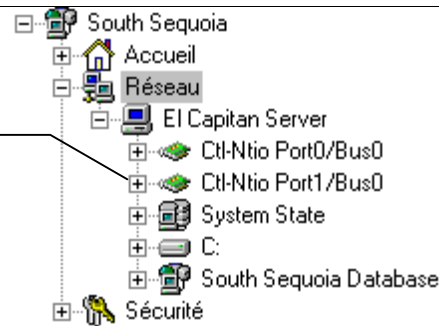 South Sequoia
Accueil
Réseau
El Capitan Server
Ctl-Ntio Port0/Bus0
Ctl-Ntio Port1/Bus0
System State
C:
South Sequoia Database
Sécurité